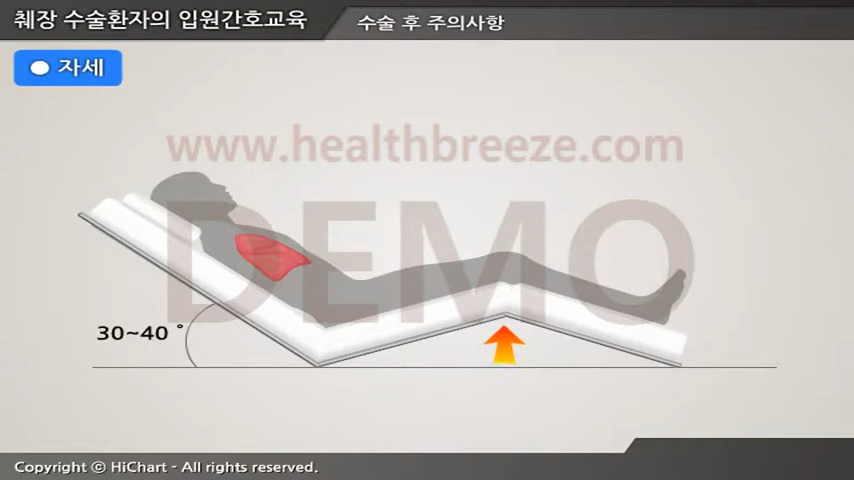 췌장 수술환자의 입원간호교육
수술 후 주의사항
● 자세
www.healthbreeze.com
DEMO
30~40 °
Copyright ⓒ HiChart - All rights reserved.